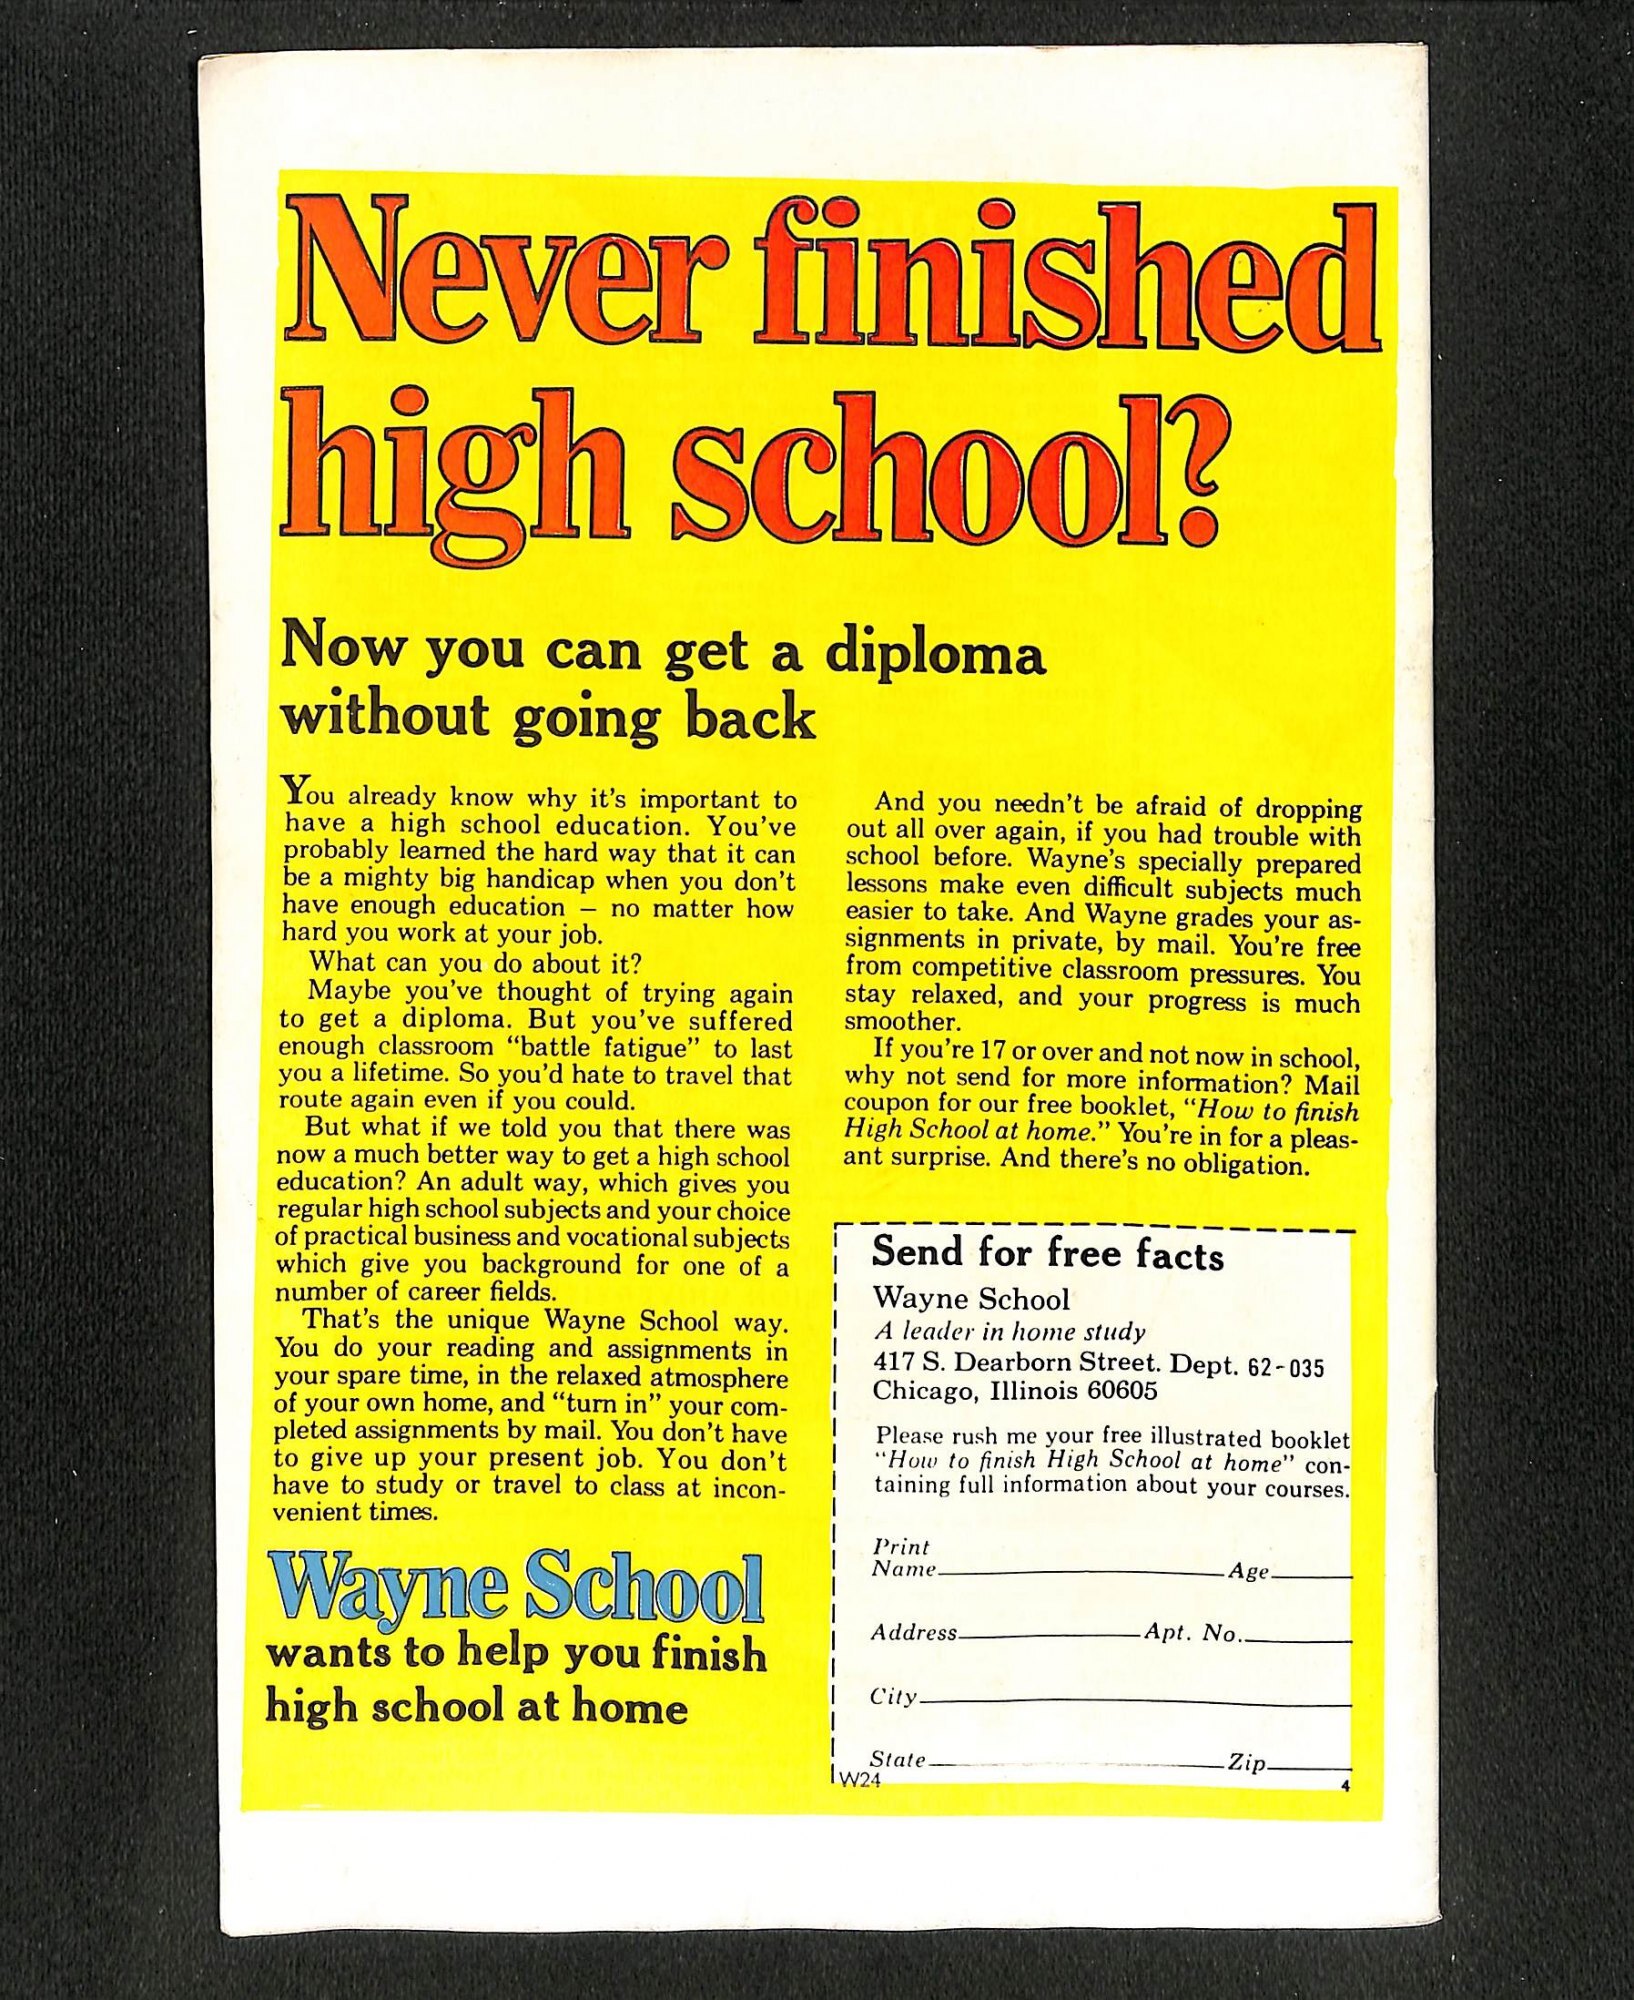 Never finished
high school?
Now you can get a diploma
without going back
You already know why it's important to
have a high school education. You've
probably learned the hard way that it can
be a mighty big handicap when you don't
have enough education – no matter how
hard you work at your job.
What can you do about it?
Maybe you've thought of trying again
to get a diploma. But you've suffered
enough classroom “battle fatigue” to last
you a lifetime. So you'd hate to travel that
route again even if you could.
But what if we told you that there was
now a much better way to get a high school
education? An adult way, which gives you
regular high school subjects and your choice
of practical business and vocational subjects
which give you background for one of a
number of career fields.
That's the unique Wayne School way.
You do your reading and assignments in
your spare time, in the relaxed atmosphere
of your own home, and “turn in” your com-
pleted assignments by mail. You don't have
to give up your present job. You don't
have to study or travel to class at incon-
venient times.
Wayne School
wants to help you finish
high school at home
And you needn't be afraid of dropping
out all over again, if you had trouble with
school before. Wayne's specially prepared
lessons make even difficult subjects much
easier to take. And Wayne grades your as-
signments in private, by mail. You're free
from competitive classroom pressures. You
stay relaxed, and your progress is much
smoother.
If you're 17 or over and not now in school,
why not send for more information? Mail
coupon for our free booklet, “How to finish
High School at home.” You're in for a pleas-
ant surprise. And there's no obligation.
Send for free facts
Wayne School
A leader in home study
417 S. Dearborn Street. Dept. 62-035
Chicago, Illinois 60605
Please rush me your free illustrated booklet
“How to finish High School at home” con-
taining full information about your courses.
Print
Name Age
Address Apt. No.
City
State Zip
W24 4